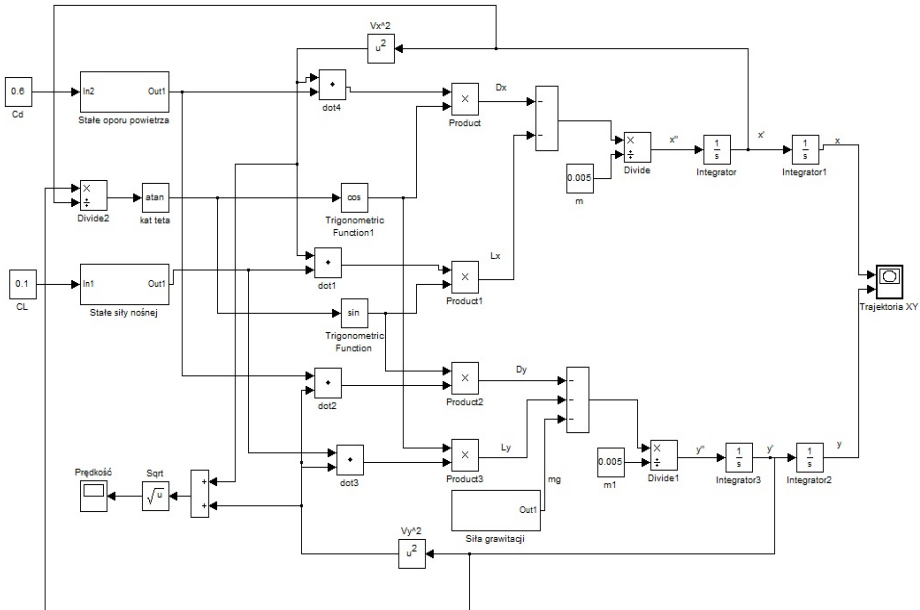 Vx^2
u²
0.6
Cd
In2
Out1
Stałe oporu powietrza
dot4
×
Product
Dx
−
−
×
÷
Divide
0.005
m
x''
1
s
Integrator
x'
1
s
Integrator1
x
×
÷
Divide2
atan
kat teta
cos
Trigonometric
Function1
0.1
CL
In1
Out1
Stałe siły nośnej
dot1
×
Product1
Lx
sin
Trigonometric
Function
Trajektoria XY
dot2
×
Product2
Dy
−
−
−
dot3
×
Product3
Ly
mg
×
÷
Divide1
0.005
m1
y''
1
s
Integrator3
y'
1
s
Integrator2
y
Prędkość
Sqrt
√u
+
+
Out1
Siła grawitacji
Vy^2
u²